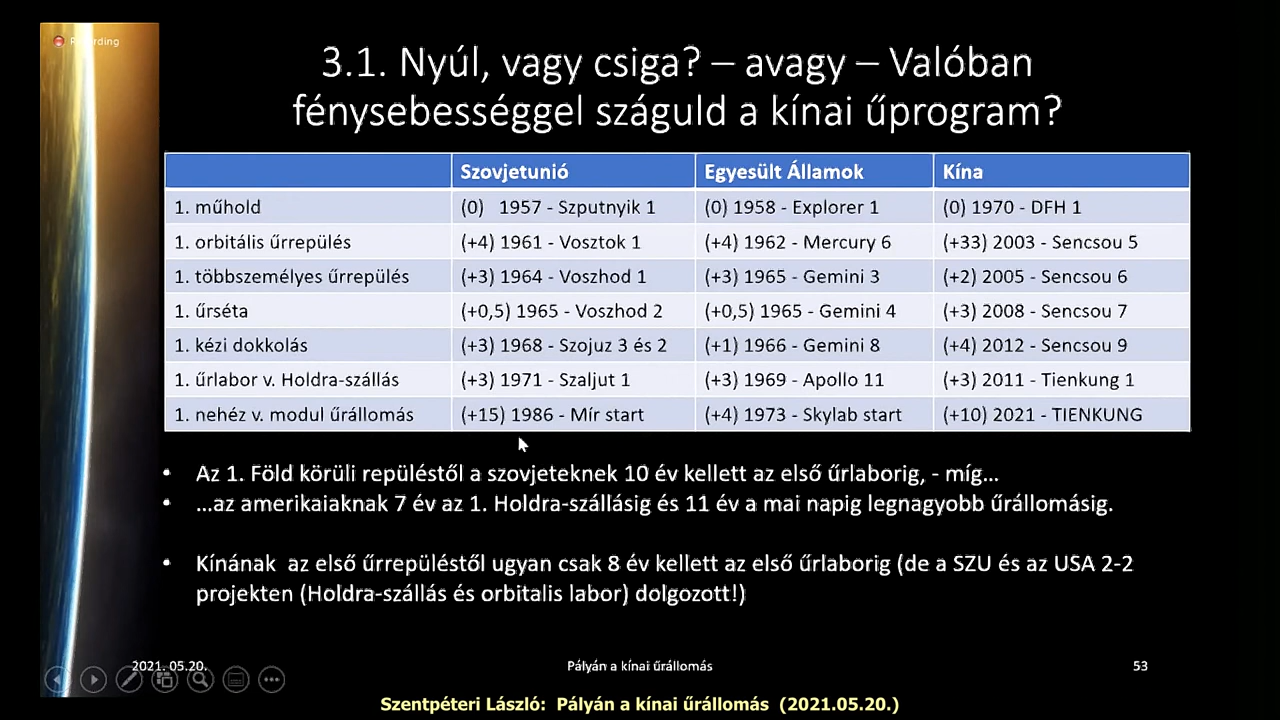 Recording
3.1. Nyúl, vagy csiga? – avagy – Valóban
fénysebességgel száguld a kínai űprogram?
Szovjetunió Egyesült Államok Kína
1. műhold (0) 1957 - Szputnyik 1 (0) 1958 - Explorer 1 (0) 1970 - DFH 1
1. orbitális űrrepülés (+4) 1961 - Vosztok 1 (+4) 1962 - Mercury 6 (+33) 2003 - Sencsou 5
1. többszemélyes űrrepülés (+3) 1964 - Voszhod 1 (+3) 1965 - Gemini 3 (+2) 2005 - Sencsou 6
1. űrséta (+0,5) 1965 - Voszhod 2 (+0,5) 1965 - Gemini 4 (+3) 2008 - Sencsou 7
1. kézi dokkolás (+3) 1968 - Szojuz 3 és 2 (+1) 1966 - Gemini 8 (+4) 2012 - Sencsou 9
1. űrlabor v. Holdra-szállás (+3) 1971 - Szaljut 1 (+3) 1969 - Apollo 11 (+3) 2011 - Tienkung 1
1. nehéz v. modul űrállomás (+15) 1986 - Mír start (+4) 1973 - Skylab start (+10) 2021 - TIENKUNG
• Az 1. Föld körüli repüléstől a szovjeteknek 10 év kellett az első űrlaborig, - míg…
• …az amerikaiaknak 7 év az 1. Holdra-szállásig és 11 év a mai napig legnagyobb űrállomásig.
• Kínának az első űrrepüléstől ugyan csak 8 év kellett az első űrlaborig (de a SZU és az USA 2-2
projekten (Holdra-szállás és orbitalis labor) dolgozott!)
2021. 05.20. Pályán a kínai űrállomás 53
Szentpéteri László: Pályán a kínai űrállomás (2021.05.20.)